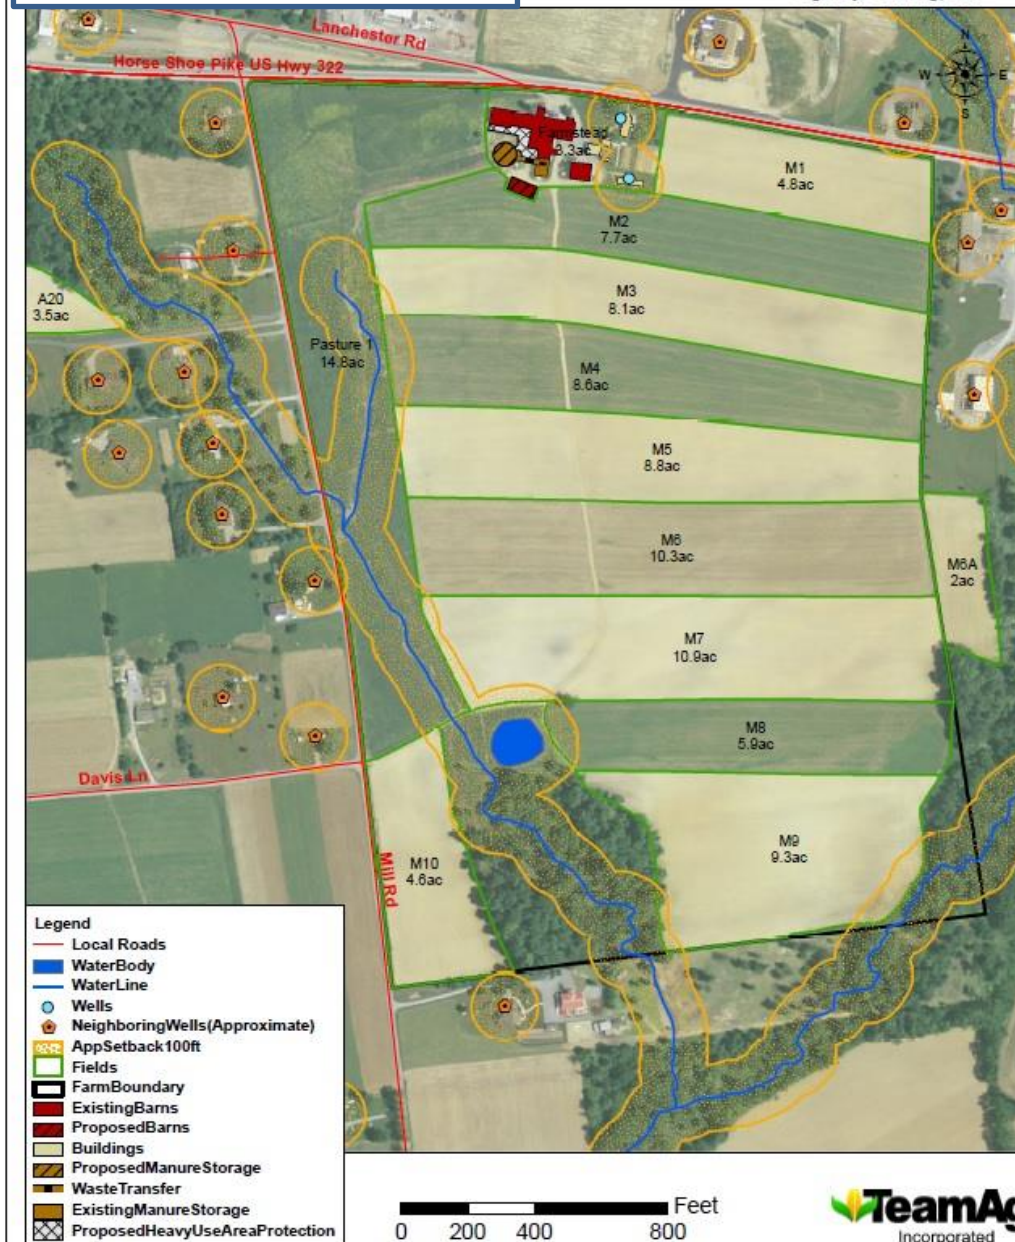 Lanchester Rd
Horse Shoe Pike US Hwy 322
N
W
E
S
Farmstead
3.3ac
M1
4.8ac
M2
7.7ac
M3
8.1ac
A20
3.5ac
Pasture 1
14.8ac
M4
8.6ac
M5
8.8ac
M6
10.3ac
M6A
2ac
M7
10.9ac
M8
5.9ac
Davis Ln
M9
9.3ac
M10
4.6ac
Mill Rd
Legend
Local Roads
WaterBody
WaterLine
Wells
NeighboringWells(Approximate)
AppSetback100ft
Fields
FarmBoundary
ExistingBarns
ProposedBarns
Buildings
ProposedManureStorage
WasteTransfer
ExistingManureStorage
ProposedHeavyUseAreaProtection
Feet
0 200 400 800
TeamAg
Incorporated